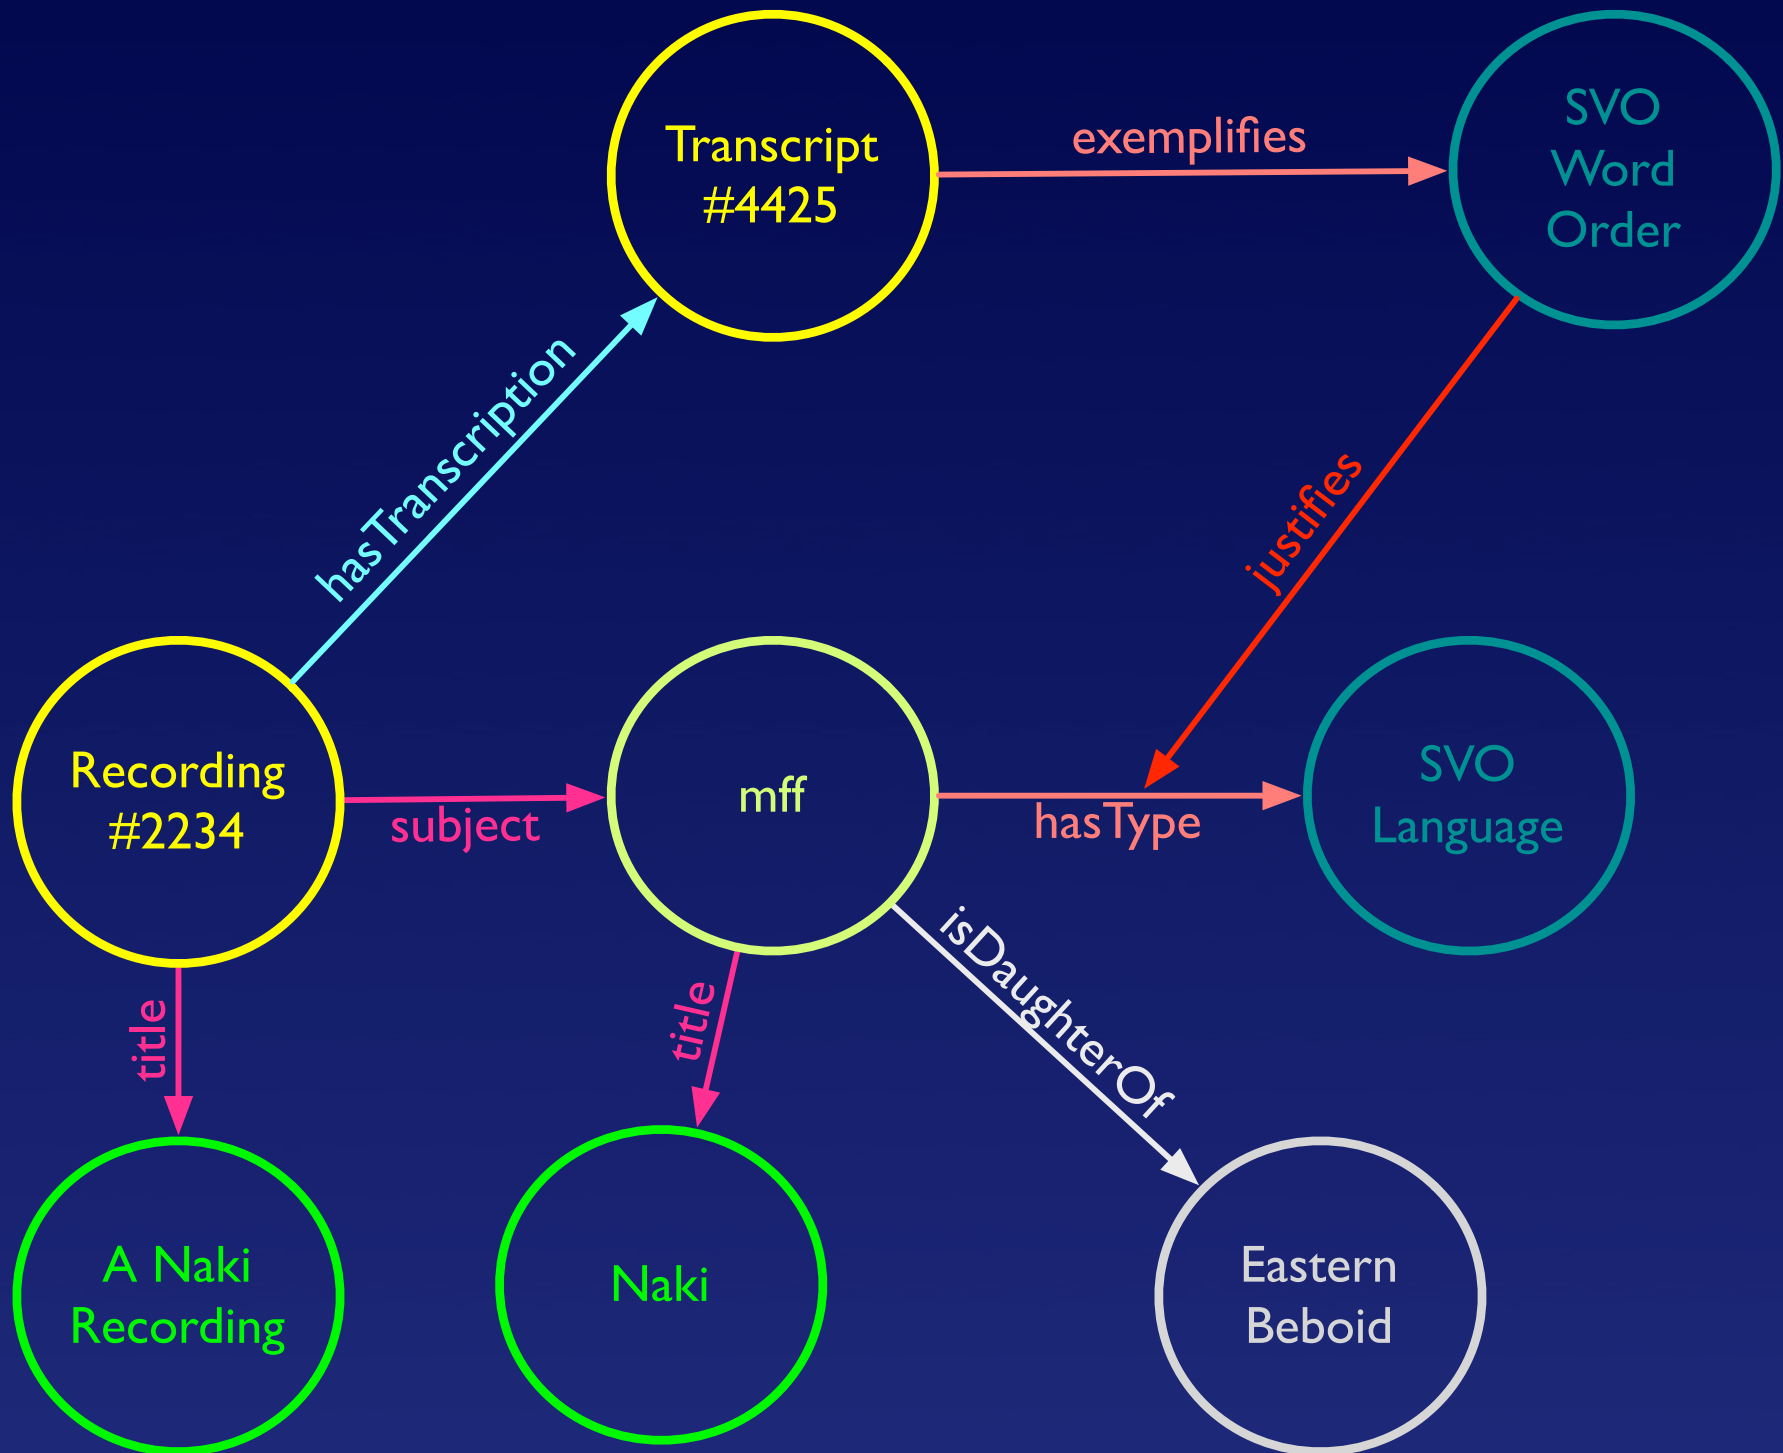 Transcript
#4425
exemplifies
SVO
Word
Order
hasTranscription
justifies
Recording
#2234
subject
mff
hasType
SVO
Language
title
title
isDaughterOf
A Naki
Recording
Naki
Eastern
Beboid